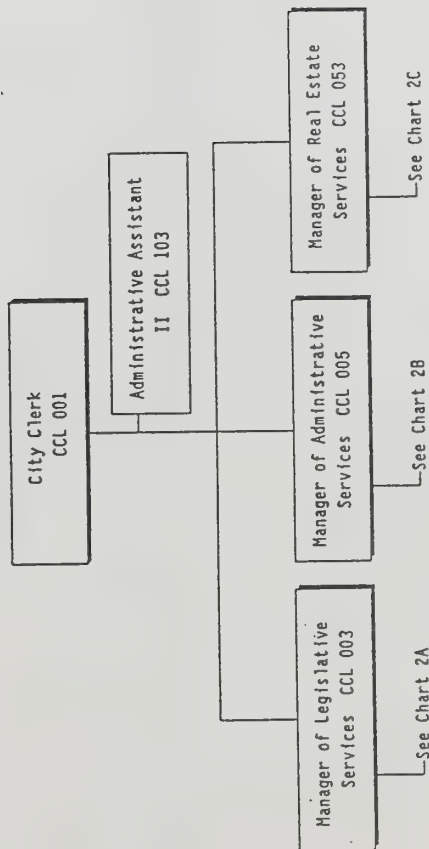 City Clerk
CCL 001
Administrative Assistant
II CCL 103
Manager of Legislative
Services CCL 003
See Chart 2A
Manager of Administrative
Services CCL 005
See Chart 2B
Manager of Real Estate
Services CCL 053
See Chart 2C